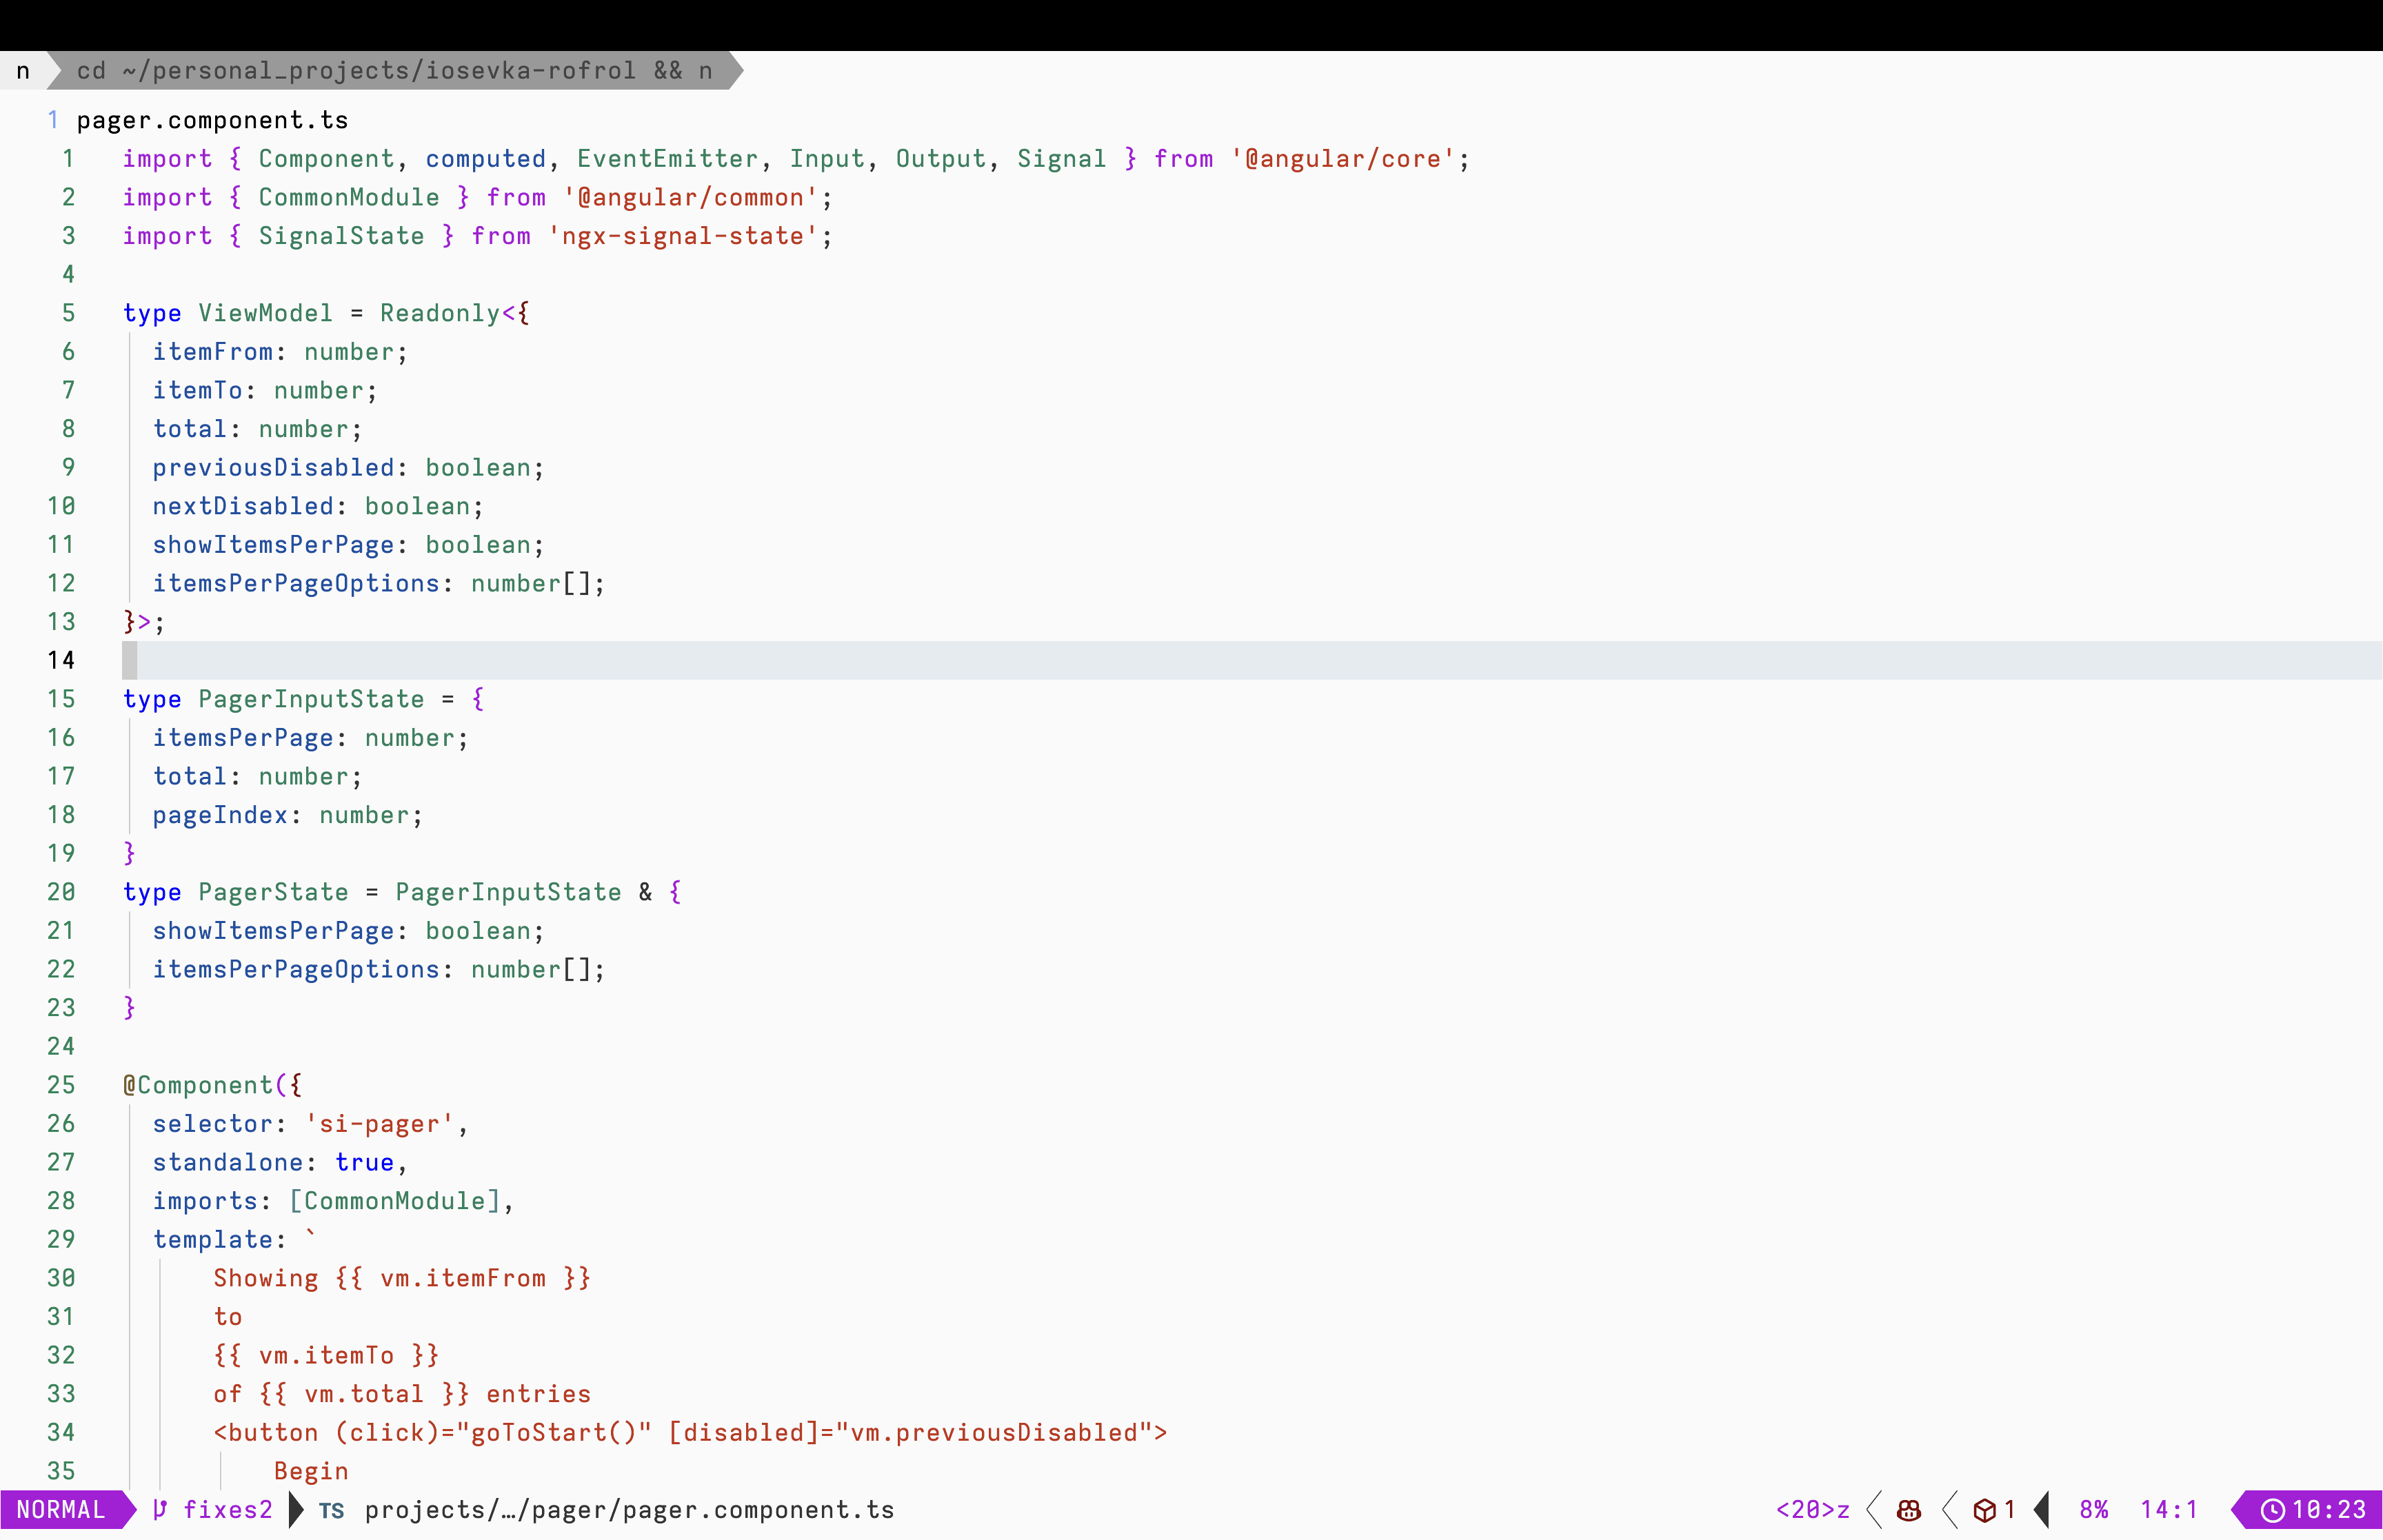 n  cd ~/personal_projects/iosevka-rofrol && n
1 pager.component.ts
1 import { Component, computed, EventEmitter, Input, Output, Signal } from '@angular/core';
2 import { CommonModule } from '@angular/common';
3 import { SignalState } from 'ngx-signal-state';
4
5 type ViewModel = Readonly<{
6   itemFrom: number;
7   itemTo: number;
8   total: number;
9   previousDisabled: boolean;
10   nextDisabled: boolean;
11   showItemsPerPage: boolean;
12   itemsPerPageOptions: number[];
13 }>;
14
15 type PagerInputState = {
16   itemsPerPage: number;
17   total: number;
18   pageIndex: number;
19 }
20 type PagerState = PagerInputState & {
21   showItemsPerPage: boolean;
22   itemsPerPageOptions: number[];
23 }
24
25 @Component({
26   selector: 'si-pager',
27   standalone: true,
28   imports: [CommonModule],
29   template: `
30       Showing {{ vm.itemFrom }}
31       to
32       {{ vm.itemTo }}
33       of {{ vm.total }} entries
34       <button (click)="goToStart()" [disabled]="vm.previousDisabled">
35           Begin
NORMAL fixes2 TS projects/…/pager/pager.component.ts <20>z 1 8% 14:1 10:23